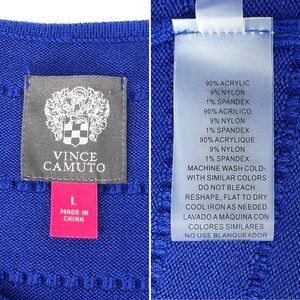 VINCE
CAMUTO
L
MADE IN
CHINA
90% ACRYLIC
9% NYLON
1% SPANDEX
90% ACRILICO
9% NYLON
1% SPANDEX
90% ACRYLIQUE
9% NYLON
1% SPANDEX
MACHINE WASH COLD-
WITH SIMILAR COLORS
DO NOT BLEACH
RESHAPE, FLAT TO DRY
COOL IRON AS NEEDED
LAVADO A MÁQUINA CON
COLORES SIMILARES
NO USE BLANQUEADOR